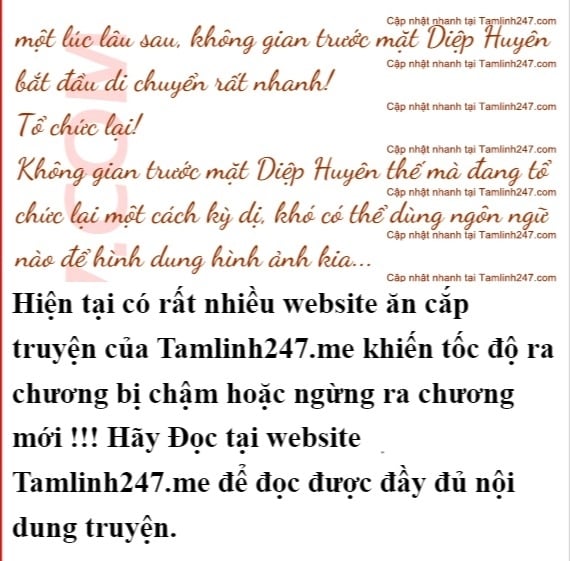 Cập nhật nhanh tại Tamlinh247.com
một lúc lâu sau, không gian trước mặt Diệp Huyên
Cập nhật nhanh tại Tamlinh247.com
bắt đầu di chuyển rất nhanh!
Cập nhật nhanh tại Tamlinh247.com
Tổ chức lại!
Cập nhật nhanh tại Tamlinh247.com
Không gian trước mặt Diệp Huyên thế mà đang tổ
Cập nhật nhanh tại Tamlinh247.com
chức lại một cách kỳ dị, khó có thể dùng ngôn ngữ
Cập nhật nhanh tại Tamlinh247.com
nào để hình dung hình ảnh kia...
Cập nhật nhanh tại Tamlinh247.com
.COM
Hiện tại có rất nhiều website ăn cắp
truyện của Tamlinh247.me khiến tốc độ ra
chương bị chậm hoặc ngừng ra chương
mới !!! Hãy Đọc tại website
Tamlinh247.me để đọc được đầy đủ nội
dung truyện.